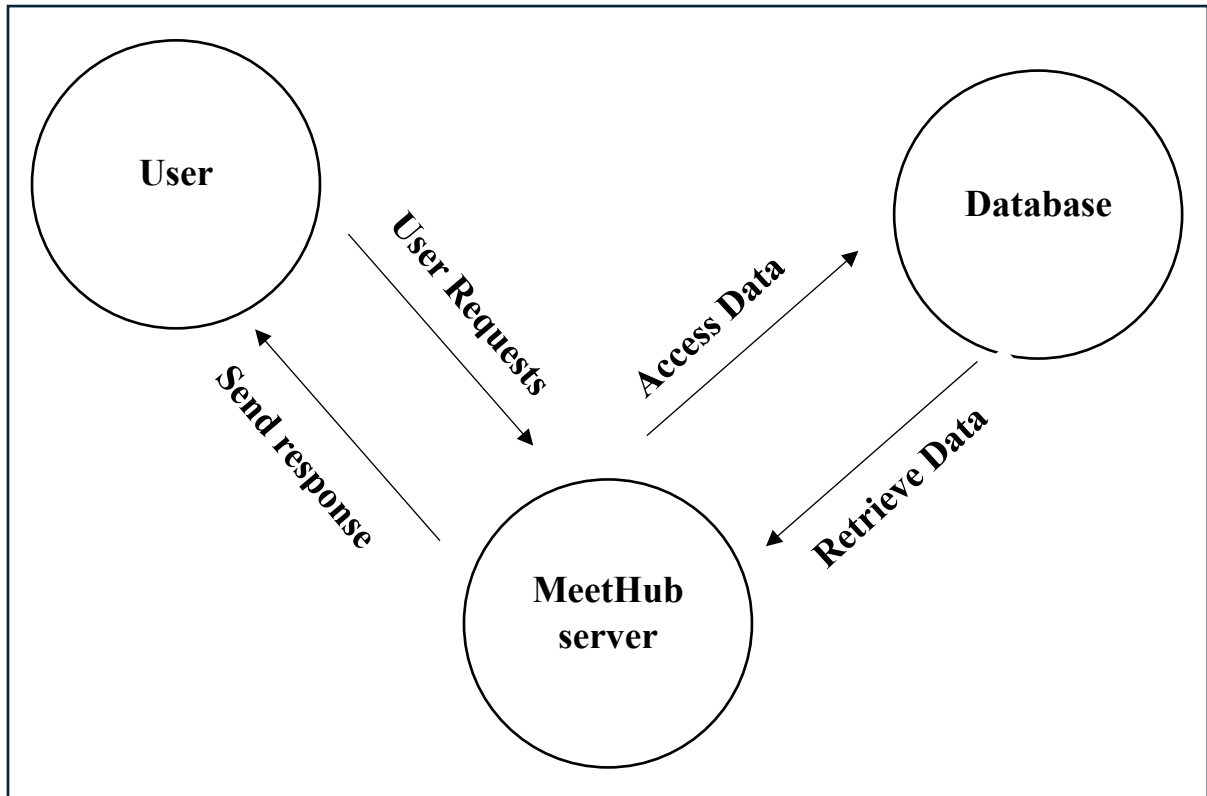 User
Database
User Requests
Access Data
Send response
Retrieve Data
MeetHub
server